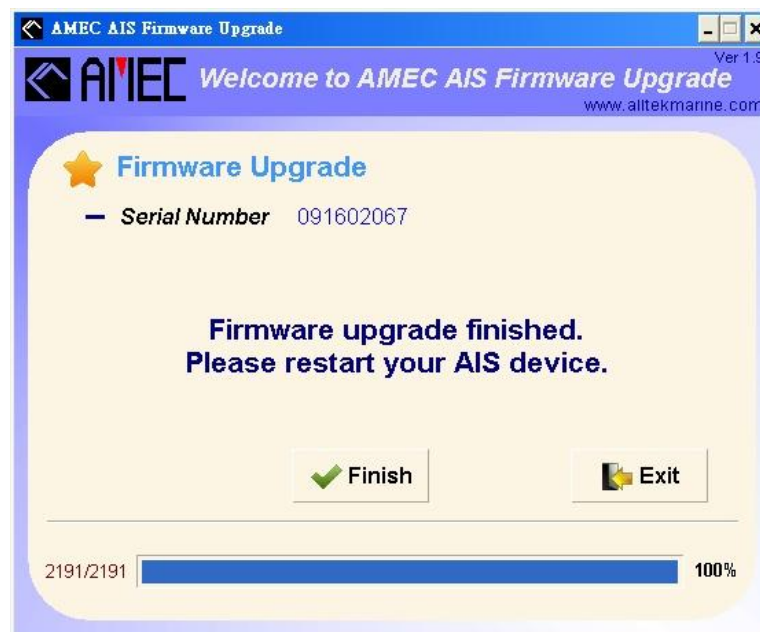 AMEC AIS Firmware Upgrade
Ver 1.9
AMEC Welcome to AMEC AIS Firmware Upgrade
www.alltekmarine.com
Firmware Upgrade
Serial Number 091602067
Firmware upgrade finished.
Please restart your AIS device.
Finish Exit
2191/2191 100%